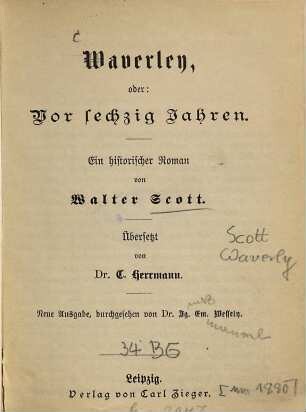 Waverley,
oder:
Vor sechzig Jahren.
Ein historischer Roman
von
Walter Scott.
Übersetzt
von
Dr. C. Herrmann.
Scott
Waverly
Neue Ausgabe, durchgesehen von Dr. Ig. Em. Wessely.
34 BG
Leipzig.
Verlag von Carl Zieger.